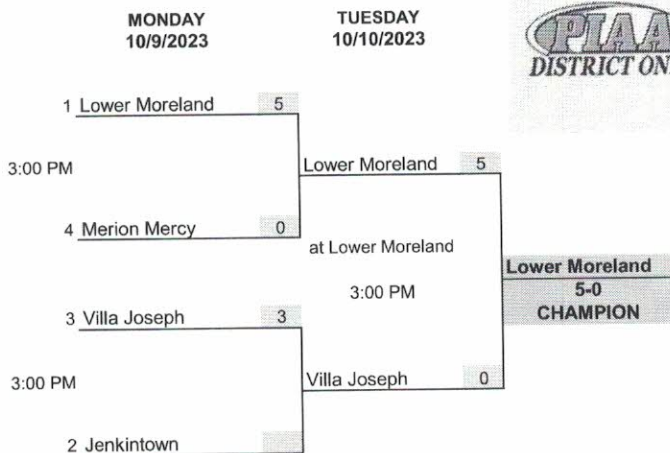 MONDAY
10/9/2023
TUESDAY
10/10/2023
PIAA
DISTRICT ON
1 Lower Moreland 5
3:00 PM
4 Merion Mercy 0
Lower Moreland 5
at Lower Moreland
3:00 PM
Lower Moreland
5-0
CHAMPION
3 Villa Joseph 3
3:00 PM
2 Jenkintown
Villa Joseph 0